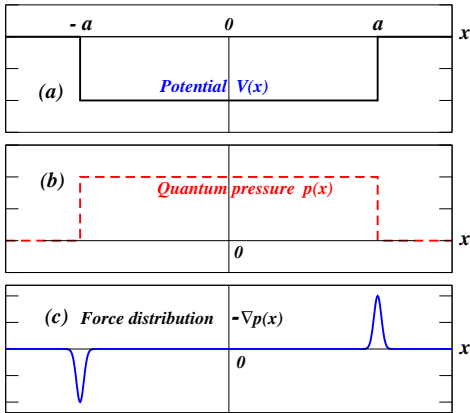 - a 0 a
x
Potential V(x)
(a)
(b)
Quantum pressure p(x)
x
0
(c) Force distribution -∇p(x)
x
0